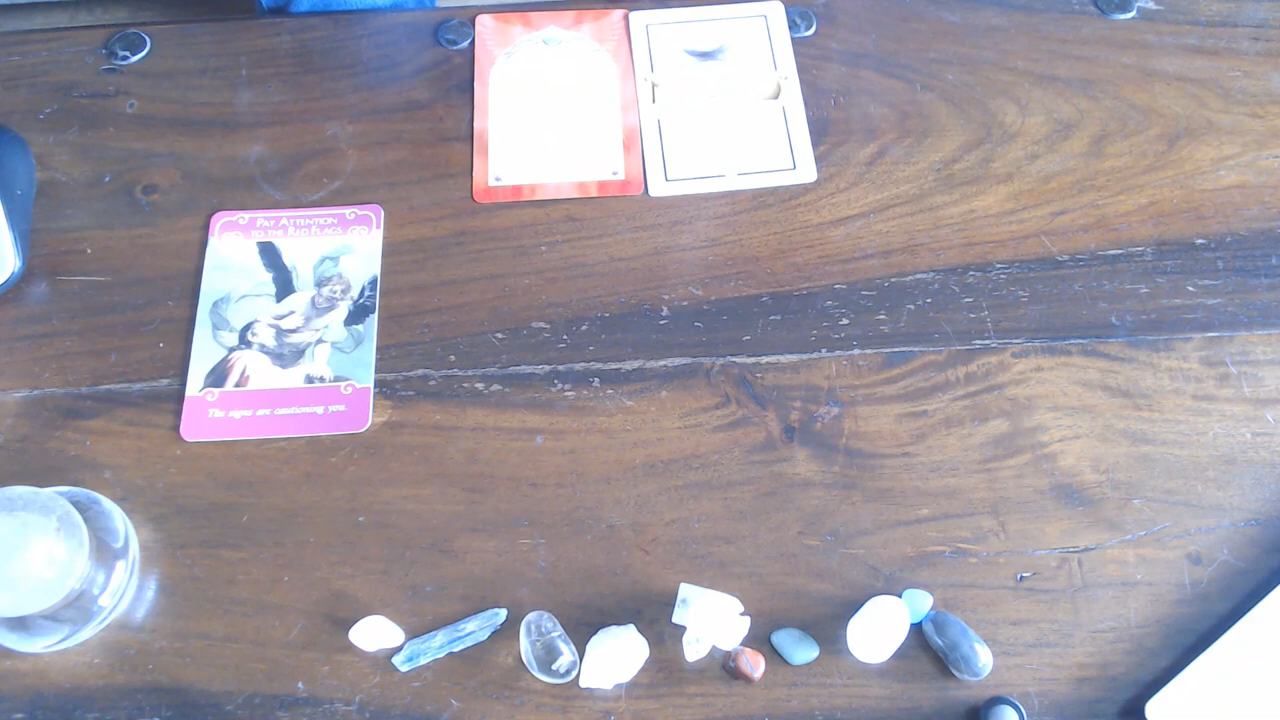 PAY ATTENTION
TO THE RED FLAGS
The signs are cautioning you.